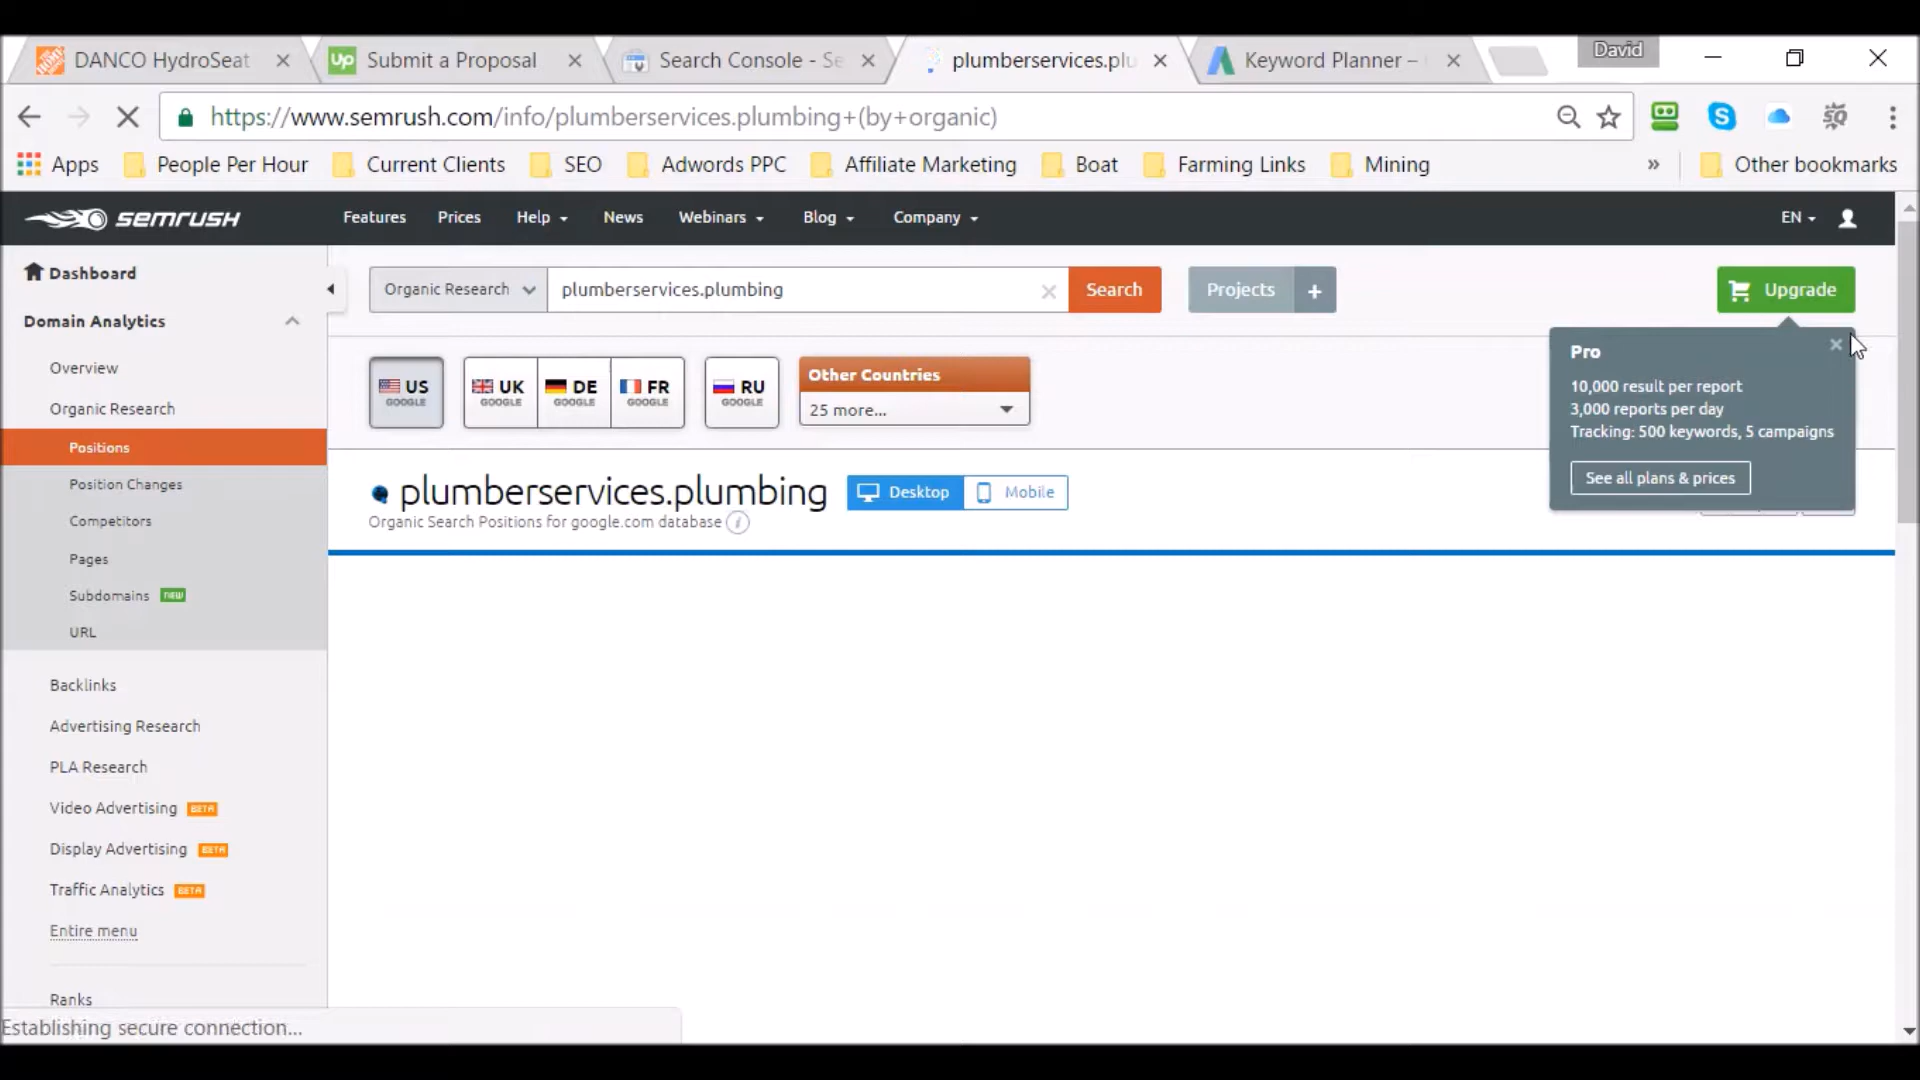 DANCO HydroSeat
Submit a Proposal
Search Console - Se
plumberservices.plu
Keyword Planner –
David
https://www.semrush.com/info/plumberservices.plumbing+(by+organic)
Apps
People Per Hour
Current Clients
SEO
Adwords PPC
Affiliate Marketing
Boat
Farming Links
Mining
»
Other bookmarks
SEMRUSH
Features
Prices
Help
News
Webinars
Blog
Company
EN
Dashboard
Domain Analytics
Overview
Organic Research
Positions
Position Changes
Competitors
Pages
Subdomains new
URL
Backlinks
Advertising Research
PLA Research
Video Advertising BETA
Display Advertising BETA
Traffic Analytics BETA
Entire menu
Ranks
Establishing secure connection...
Organic Research
plumberservices.plumbing
Search
Projects +
Upgrade
US GOOGLE
UK GOOGLE
DE GOOGLE
FR GOOGLE
RU GOOGLE
Other Countries
25 more...
Pro
10,000 result per report
3,000 reports per day
Tracking: 500 keywords, 5 campaigns
See all plans & prices
plumberservices.plumbing
Desktop
Mobile
Organic Search Positions for google.com database